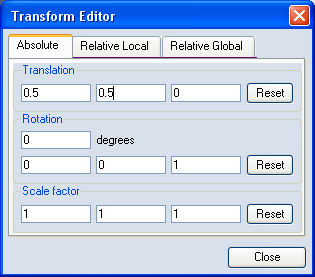 Transform Editor
Absolute Relative Local Relative Global
Translation
0.5 0.5 0 Reset
Rotation
0 degrees
0 0 1 Reset
Scale factor
1 1 1 Reset
Close